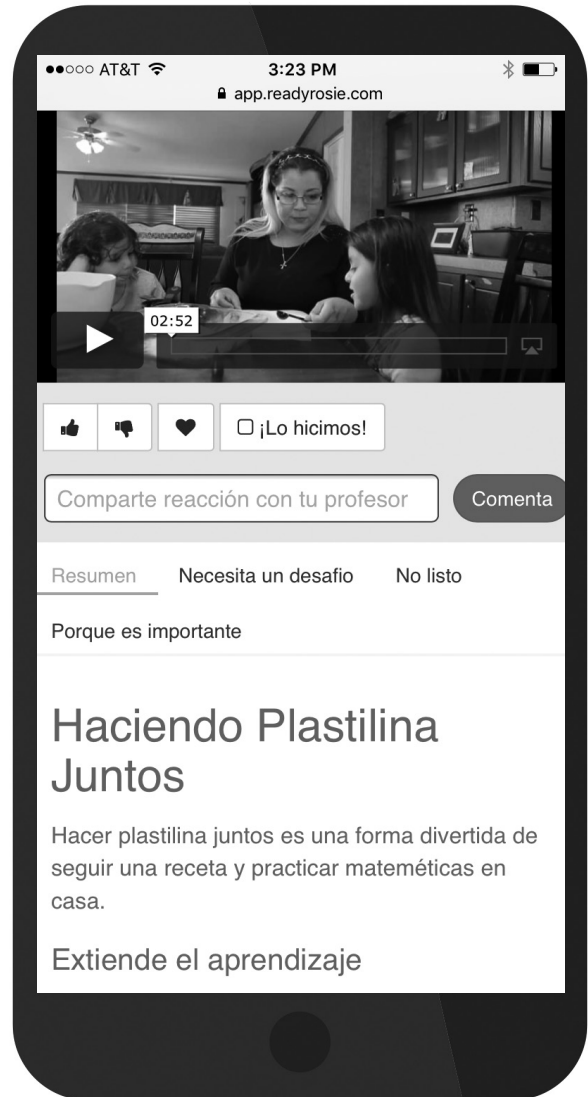 AT&T 3:23 PM
app.readyrosie.com
02:52
¡Lo hicimos!
Comparte reacción con tu profesor Comenta
Resumen Necesita un desafio No listo
Porque es importante
Haciendo Plastilina
Juntos
Hacer plastilina juntos es una forma divertida de
seguir una receta y practicar mateméticas en
casa.
Extiende el aprendizaje